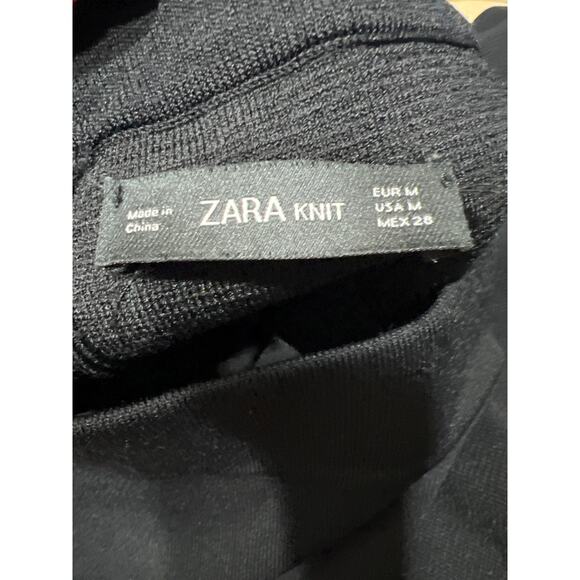 Made in
China
ZARA KNIT
EUR M
USA M
MEX 28